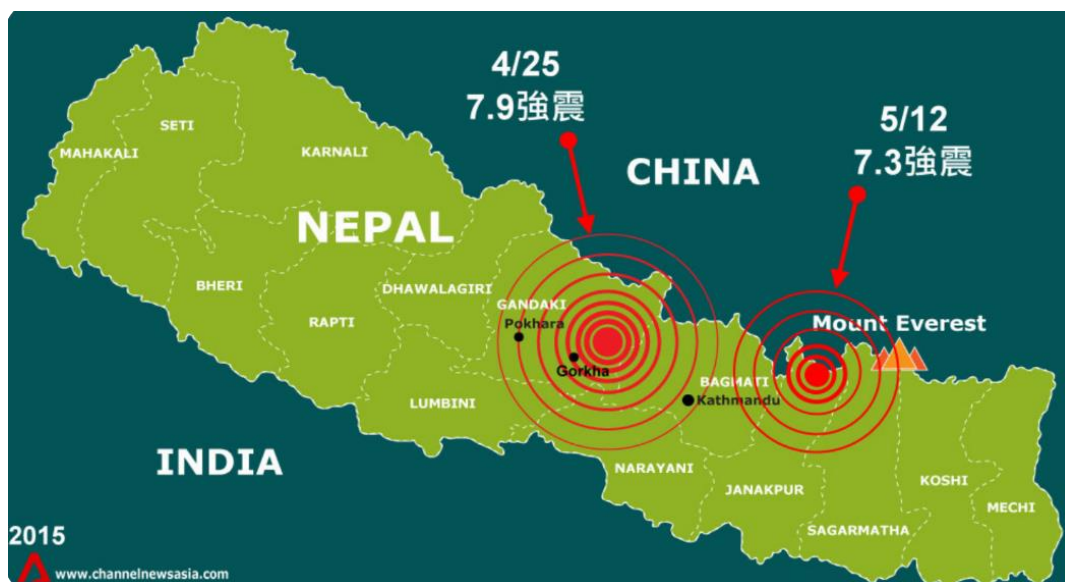 4/25
7.9強震
5/12
7.3強震
CHINA
SETI
MAHAKALI
KARNALI
NEPAL
BHERI
DHAWALAGIRI
RAPTI
GANDAKI
Pokhara
Gorkha
Mount Everest
BAGMATI
Kathmandu
LUMBINI
INDIA
NARAYANI
JANAKPUR
KOSHI
MECHI
SAGARMATHA
2015
www.channelnewsasia.com